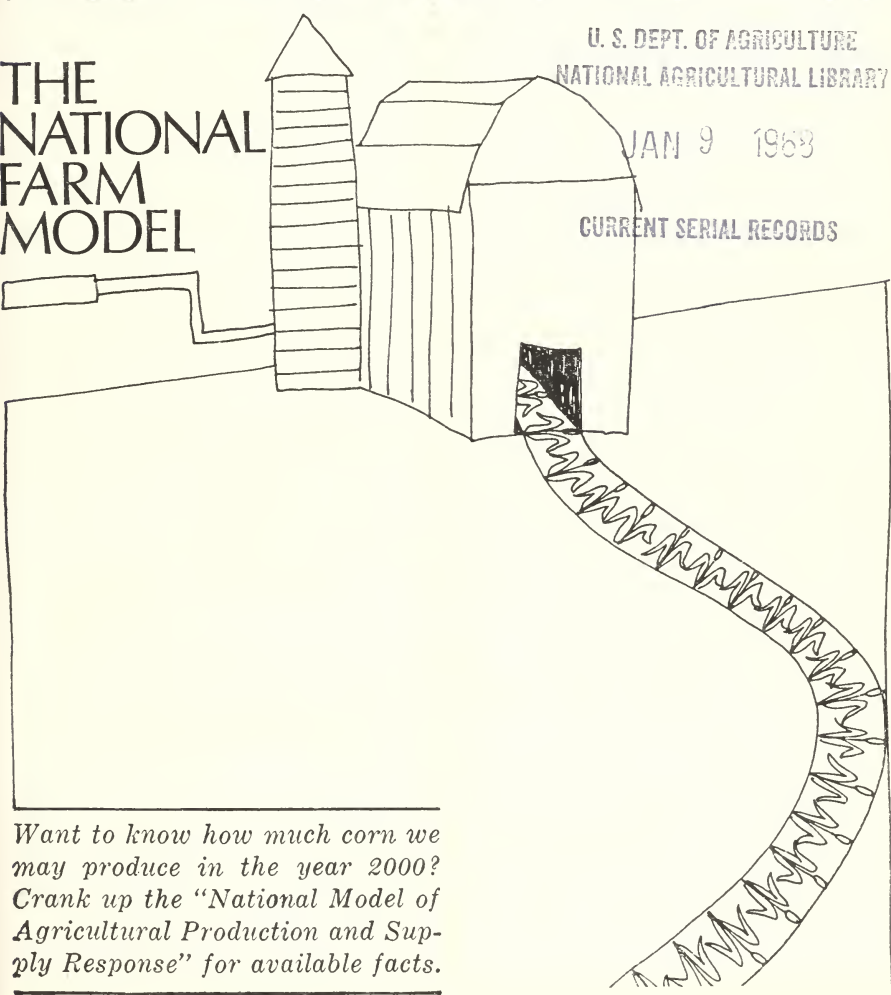 THE
NATIONAL
FARM
MODEL
U. S. DEPT. OF AGRICULTURE
NATIONAL AGRICULTURAL LIBRARY
JAN 9 1968
CURRENT SERIAL RECORDS
Want to know how much corn we
may produce in the year 2000?
Crank up the “National Model of
Agricultural Production and Sup-
ply Response” for available facts.